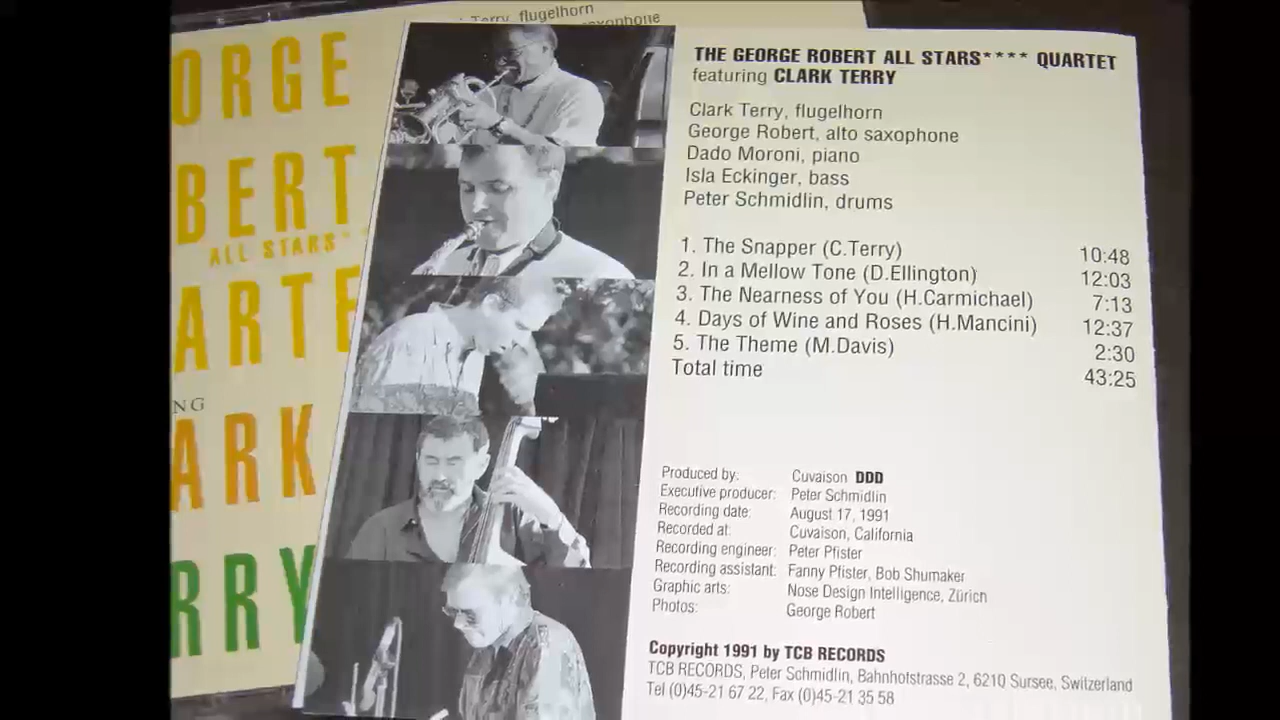 ORGE
BERT
ALL STARS**
ARTE
NG
ARK
RRY
Terry, flugelhorn
saxophone
THE GEORGE ROBERT ALL STARS**** QUARTET
featuring CLARK TERRY
Clark Terry, flugelhorn
George Robert, alto saxophone
Dado Moroni, piano
Isla Eckinger, bass
Peter Schmidlin, drums
1. The Snapper (C.Terry) 10:48
2. In a Mellow Tone (D.Ellington) 12:03
3. The Nearness of You (H.Carmichael) 7:13
4. Days of Wine and Roses (H.Mancini) 12:37
5. The Theme (M.Davis) 2:30
Total time 43:25
Produced by: Cuvaison DDD
Executive producer: Peter Schmidlin
Recording date: August 17, 1991
Recorded at: Cuvaison, California
Recording engineer: Peter Pfister
Recording assistant: Fanny Pfister, Bob Shumaker
Graphic arts: Nose Design Intelligence, Zürich
Photos: George Robert
Copyright 1991 by TCB RECORDS
TCB RECORDS, Peter Schmidlin, Bahnhofstrasse 2, 6210 Sursee, Switzerland
Tel (0)45-21 67 22, Fax (0)45-21 35 58